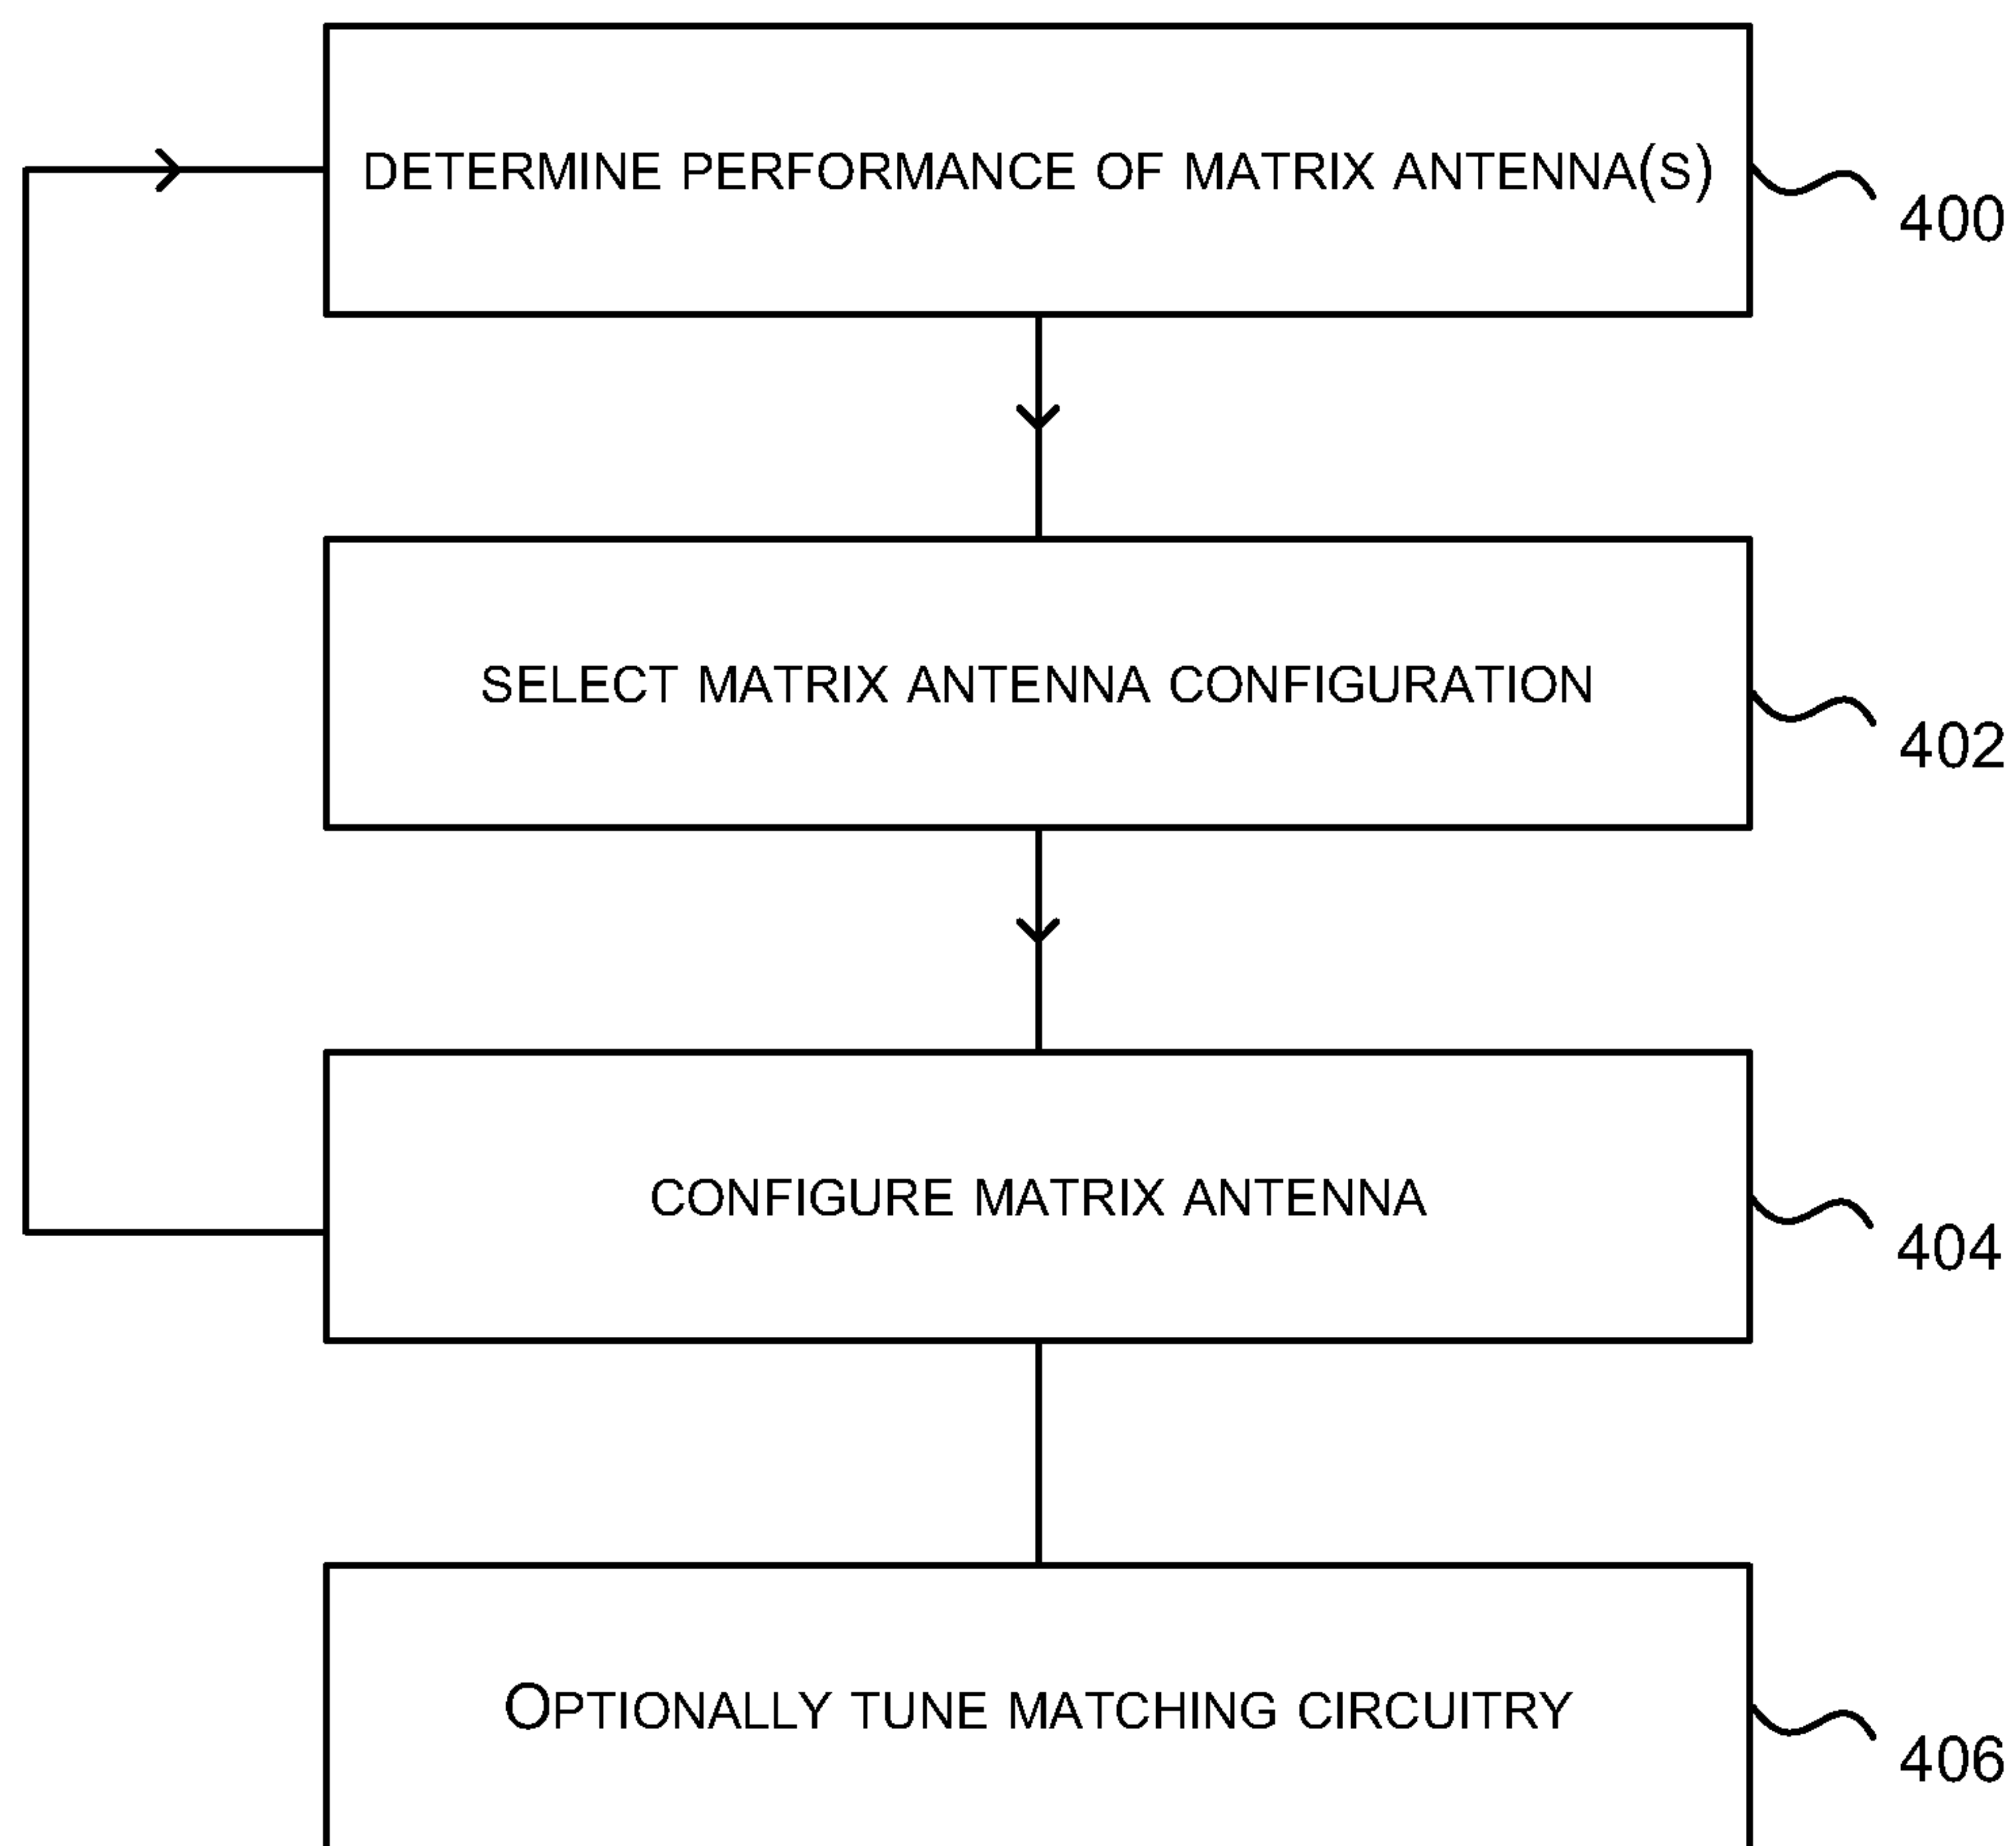 DETERMINE PERFORMANCE OF MATRIX ANTENNA(S)
400
SELECT MATRIX ANTENNA CONFIGURATION
402
CONFIGURE MATRIX ANTENNA
404
OPTIONALLY TUNE MATCHING CIRCUITRY
406